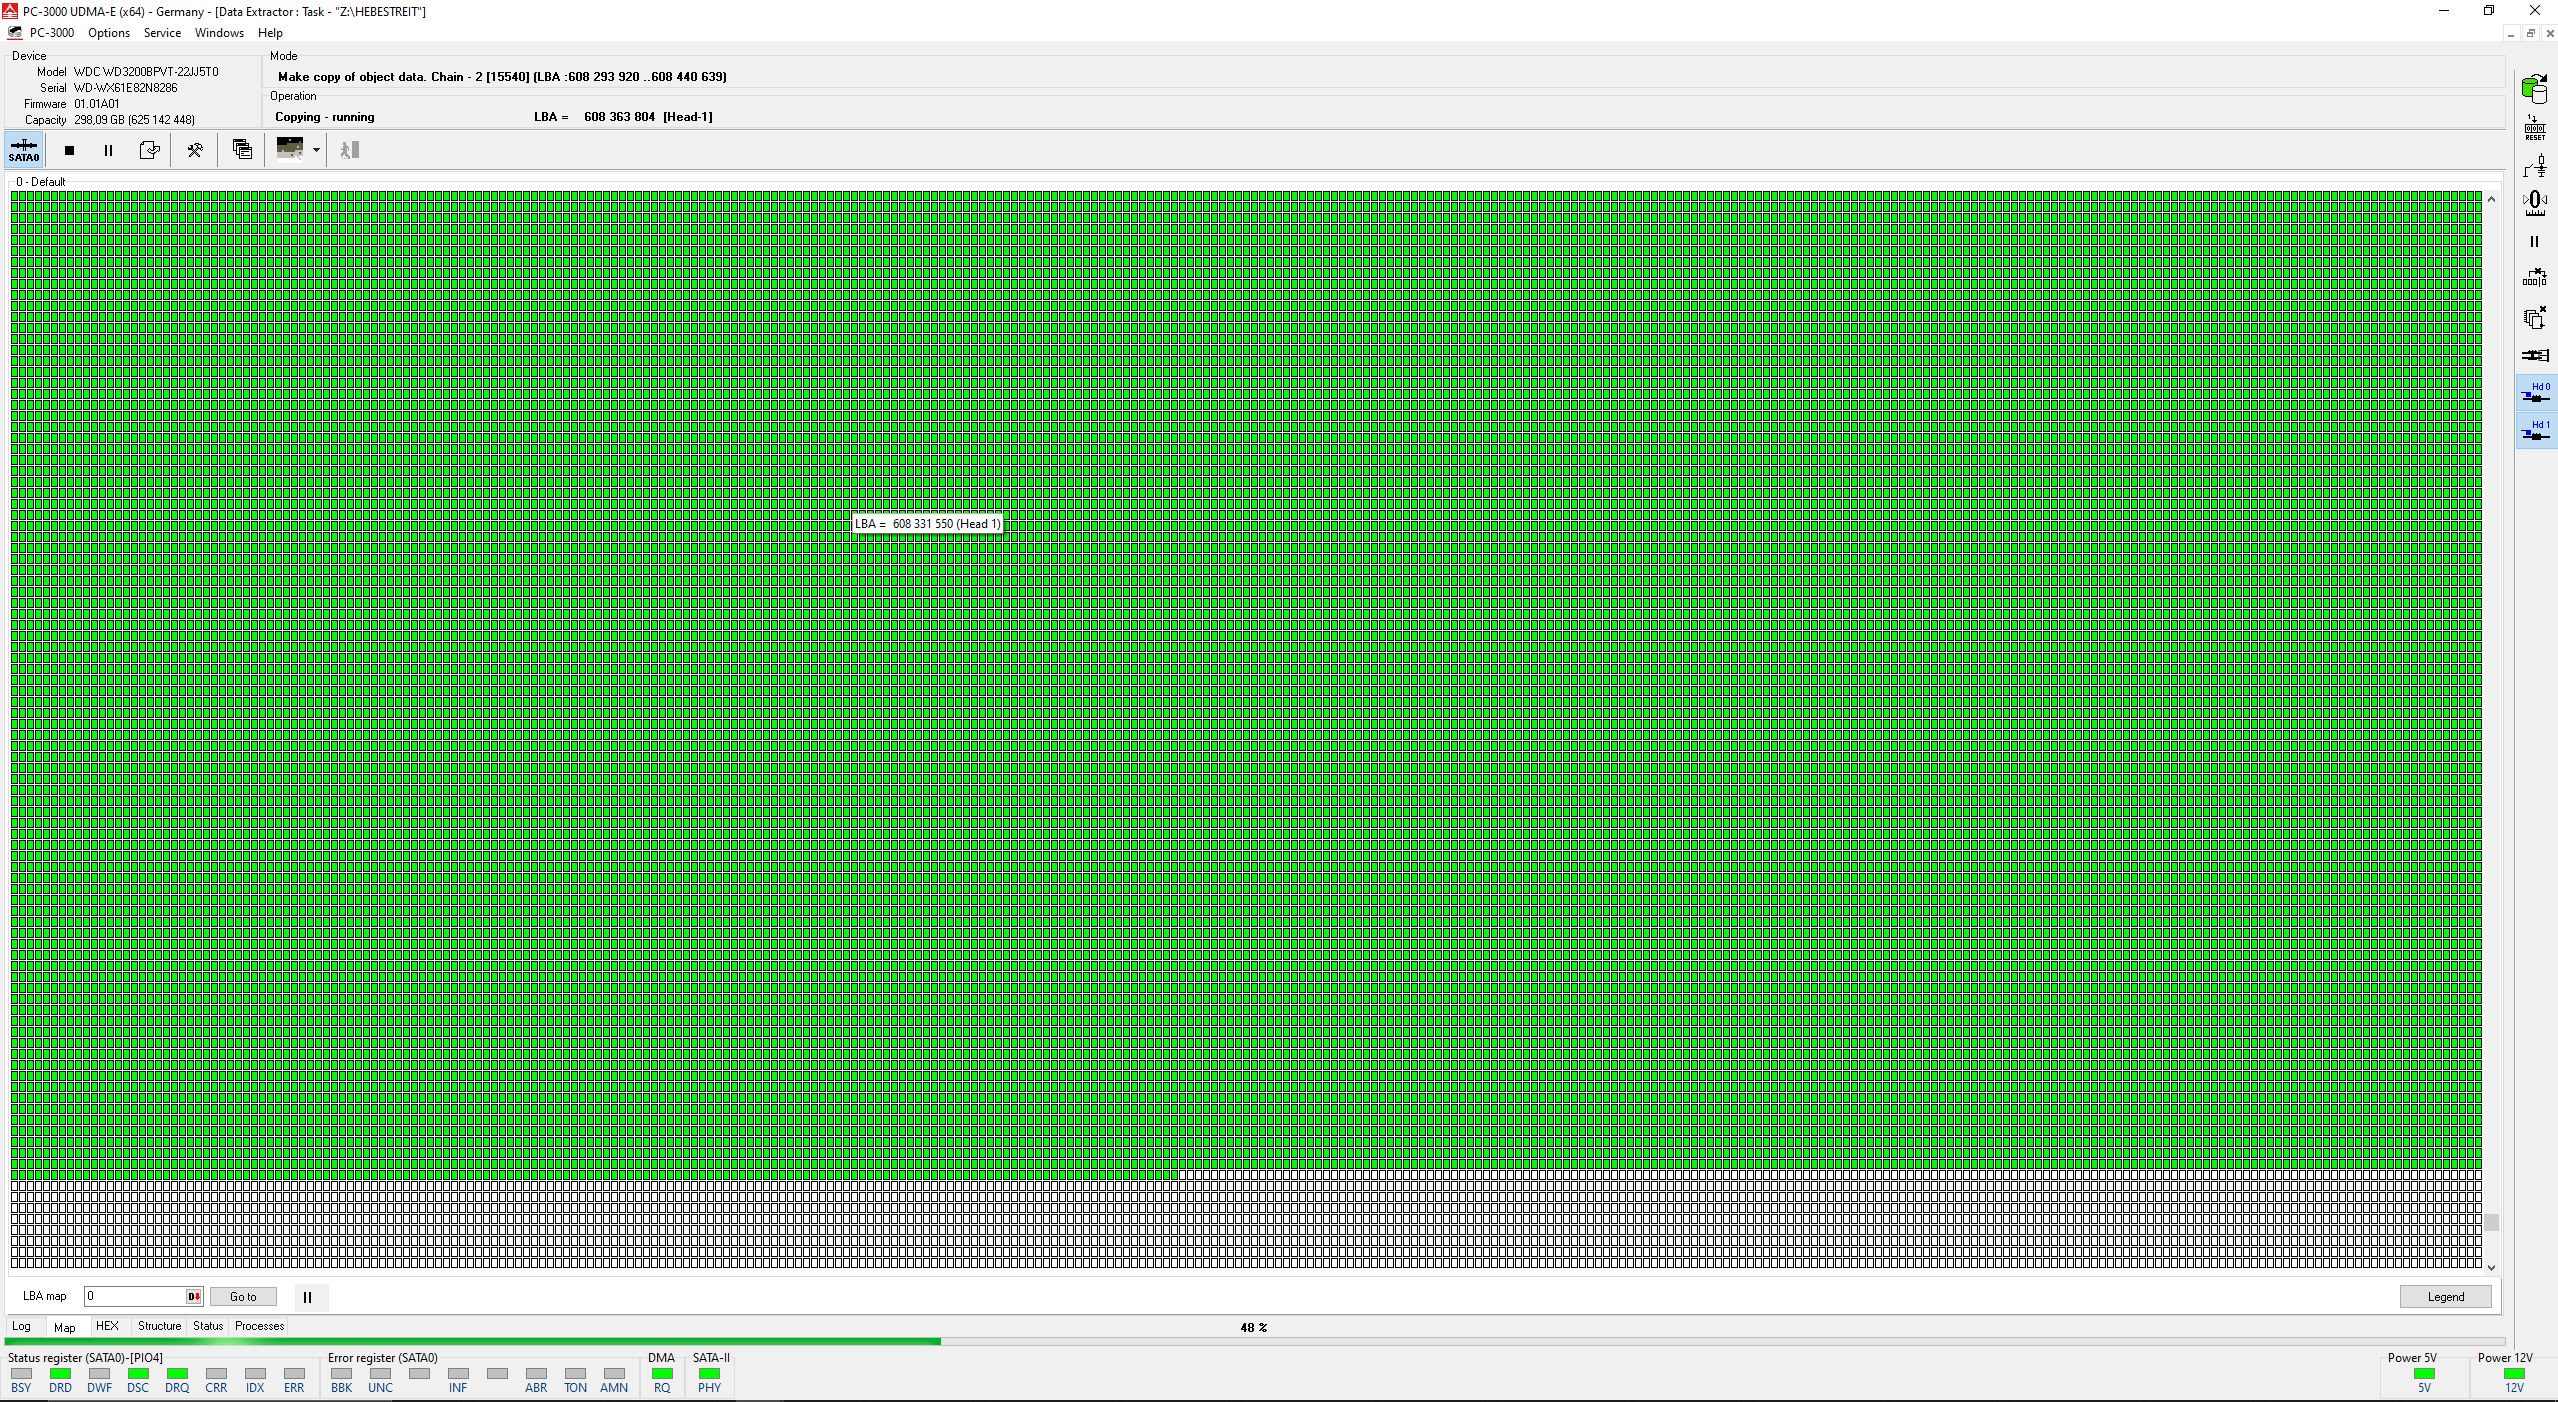 PC-3000 UDMA-E (x64) - Germany - [Data Extractor : Task - "Z:\HEBESTREIT"]
PC-3000 Options Service Windows Help
Device
Model WDC WD3200BPVT-22JJ5T0
Serial WD-WX61E82N8286
Firmware 01.01A01
Capacity 298,09 GB (625 142 448)
Mode
Make copy of object data. Chain - 2 [15540] (LBA :608 293 920 ..608 440 639)
Operation
Copying - running LBA = 608 363 804 [Head-1]
SATA0
RESET
Hd 0
Hd 1
0 - Default
LBA = 608 331 550 (Head 1)
LBA map 0 D Go to Legend
Log Map HEX Structure Status Processes
48 %
Status register (SATA0)-[PIO4] Error register (SATA0) DMA SATA-II Power 5V Power 12V
BSY DRD DWF DSC DRQ CRR IDX ERR BBK UNC INF ABR TON AMN RQ PHY 5V 12V